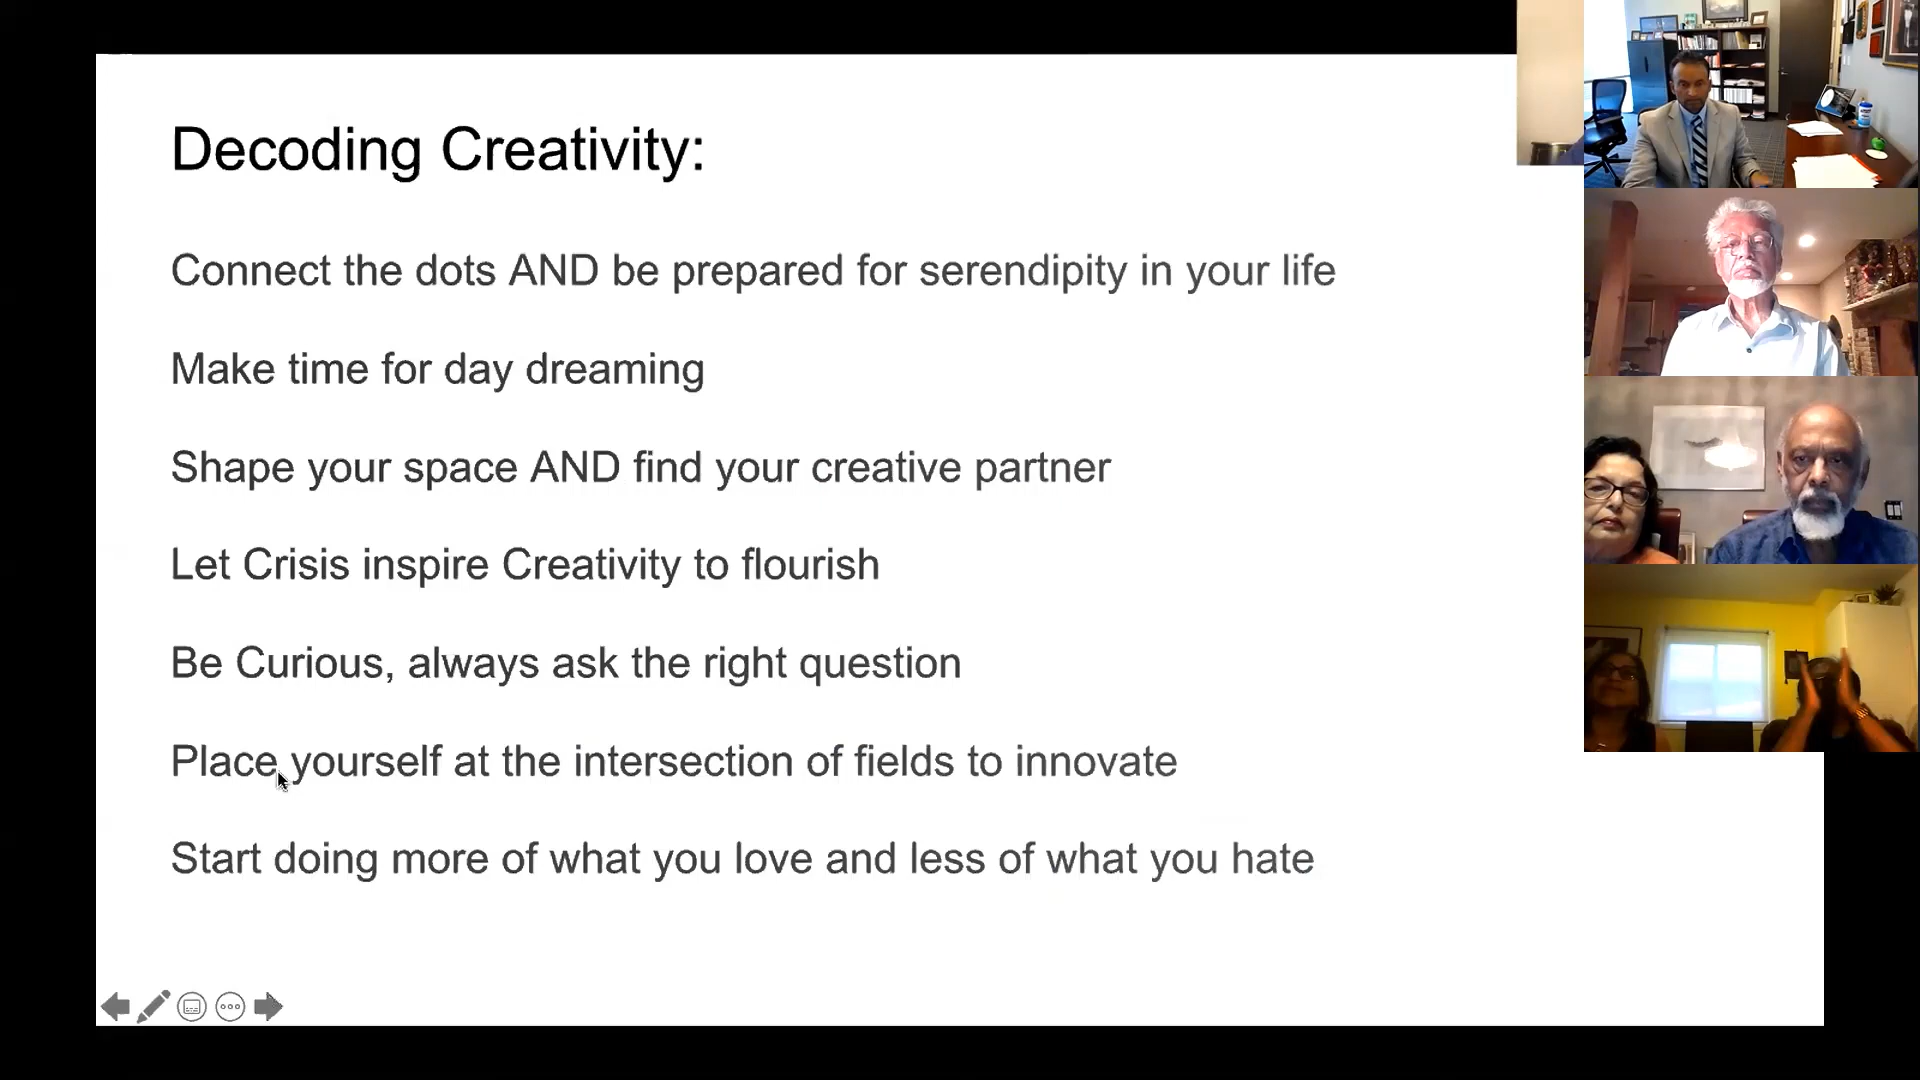 Decoding Creativity:
Connect the dots AND be prepared for serendipity in your life
Make time for day dreaming
Shape your space AND find your creative partner
Let Crisis inspire Creativity to flourish
Be Curious, always ask the right question
Place yourself at the intersection of fields to innovate
Start doing more of what you love and less of what you hate